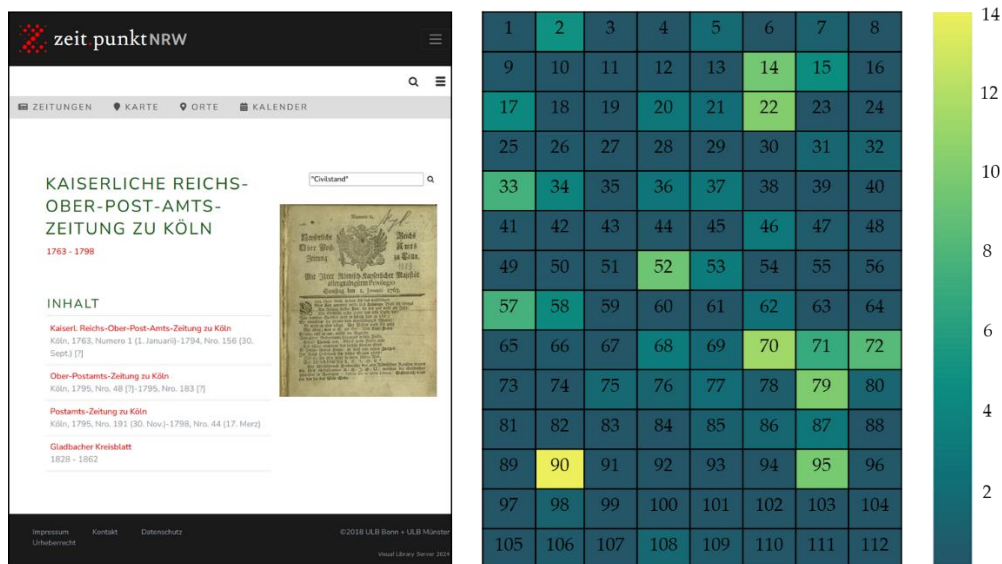 zeit.punktNRW
ZEITUNGEN KARTE ORTE KALENDER
KAISERLICHE REICHS-
OBER-POST-AMTS-
ZEITUNG ZU KÖLN
1763 - 1798
"Civilstand"
INHALT
Kaiserl. Reichs-Ober-Post-Amts-Zeitung zu Köln
Köln, 1763, Numero 1 (1. Januarii)-1794, Nro. 156 (30.
Sept.) [?]
Ober-Postamts-Zeitung zu Köln
Köln, 1795, Nro. 48 [?]-1795, Nro. 183 [?]
Postamts-Zeitung zu Köln
Köln, 1795, Nro. 191 (30. Nov.)-1798, Nro. 44 (17. Merz)
Gladbacher Kreisblatt
1828 - 1862
Impressum Kontakt Datenschutz
Urheberrecht
©2018 ULB Bonn + ULB Münster
Visual Library Server 2024
1 2 3 4 5 6 7 8
9 10 11 12 13 14 15 16
17 18 19 20 21 22 23 24
25 26 27 28 29 30 31 32
33 34 35 36 37 38 39 40
41 42 43 44 45 46 47 48
49 50 51 52 53 54 55 56
57 58 59 60 61 62 63 64
65 66 67 68 69 70 71 72
73 74 75 76 77 78 79 80
81 82 83 84 85 86 87 88
89 90 91 92 93 94 95 96
97 98 99 100 101 102 103 104
105 106 107 108 109 110 111 112
14
12
10
8
6
4
2